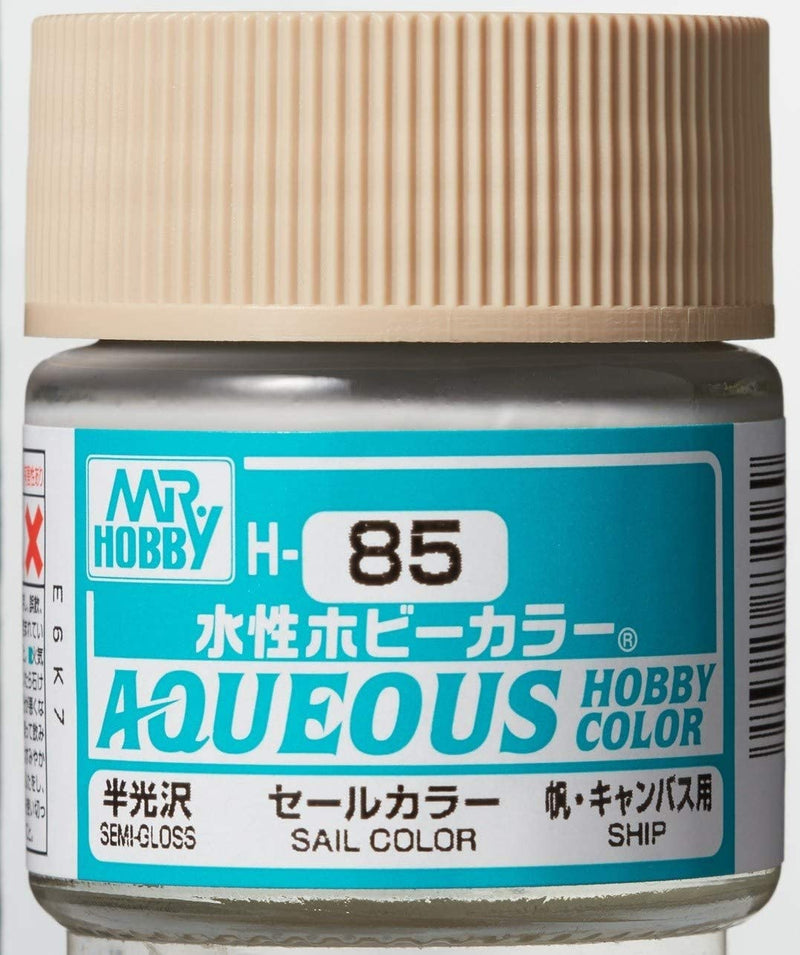 MR.
HOBBY
H-85
水性ホビーカラー®
AQUEOUS HOBBY
COLOR
半光沢
SEMI-GLOSS
セールカラー
SAIL COLOR
帆・キャンバス用
SHIP
E6K7